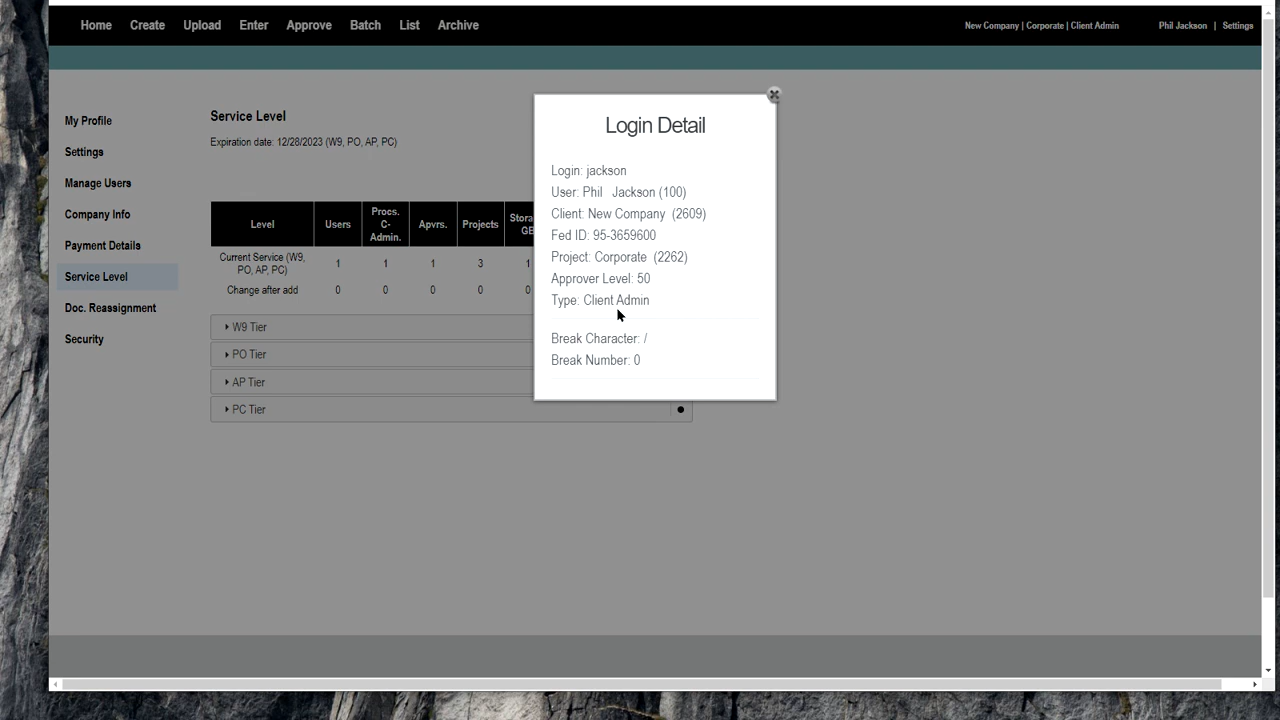 Home Create Upload Enter Approve Batch List Archive
New Company | Corporate | Client Admin Phil Jackson | Settings
My Profile
Settings
Manage Users
Company Info
Payment Details
Service Level
Doc. Reassignment
Security
Service Level
Expiration date: 12/28/2023 (W9, PO, AP, PC)
Level Users Procs. C-Admin. Apvrs. Projects
Current Service (W9, PO, AP, PC) 1 1 1 3 1
Change after add 0 0 0 0 0
W9 Tier
PO Tier
AP Tier
PC Tier
Login Detail
Login: jackson
User: Phil Jackson (100)
Client: New Company (2609)
Fed ID: 95-3659600
Project: Corporate (2262)
Approver Level: 50
Type: Client Admin
Break Character: /
Break Number: 0